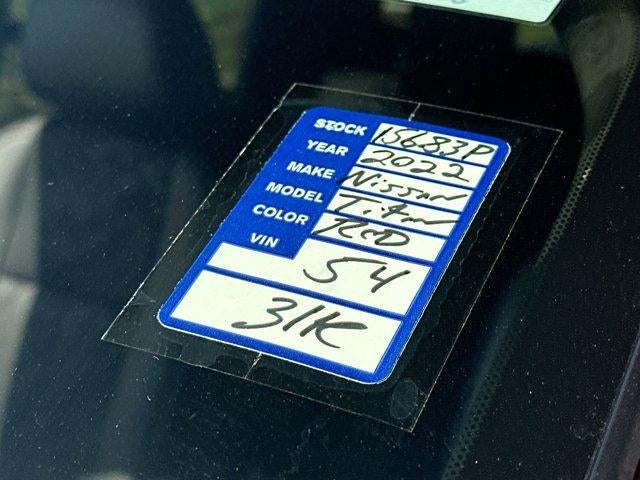 STOCK 15683P
YEAR 2022
MAKE Nissan
MODEL Titan
COLOR RED
VIN
54
31K